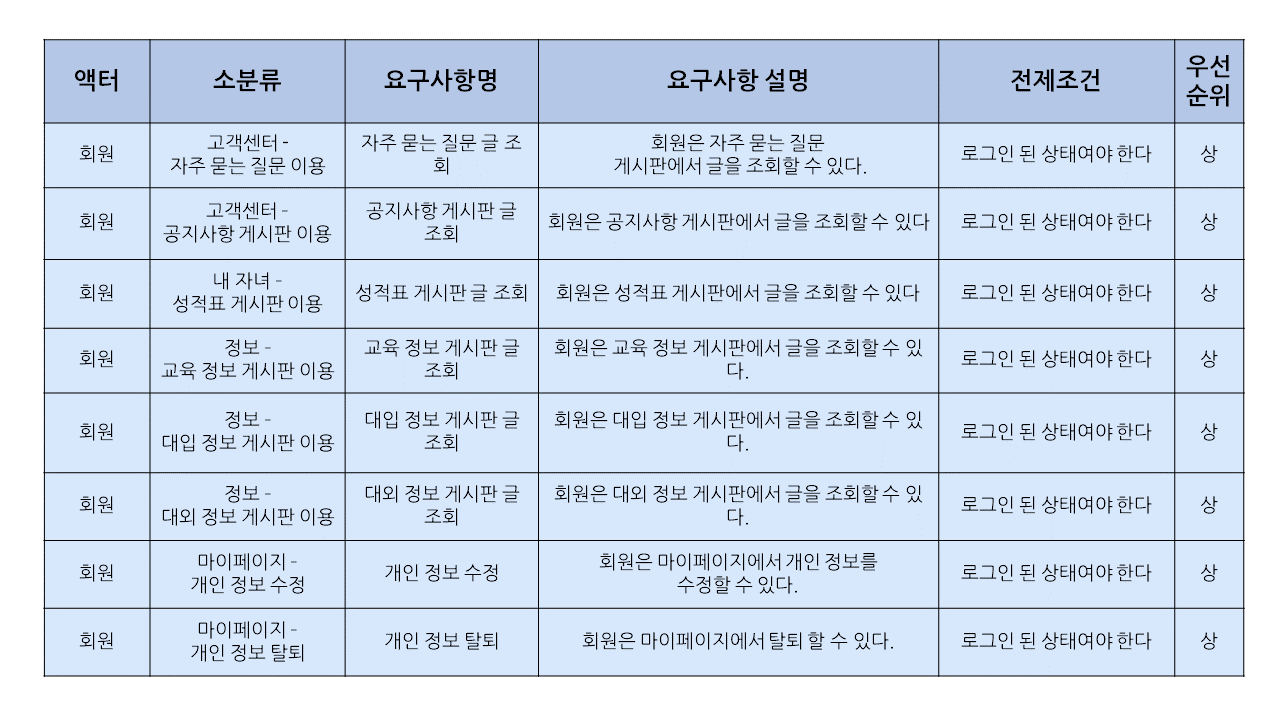 액터
소분류
요구사항명
요구사항 설명
전제조건
우선
순위
회원
고객센터 -
자주 묻는 질문 이용
자주 묻는 질문 글 조
회
회원은 자주 묻는 질문
게시판에서 글을 조회할 수 있다.
로그인 된 상태여야 한다
상
회원
고객센터 –
공지사항 게시판 이용
공지사항 게시판 글
조회
회원은 공지사항 게시판에서 글을 조회할 수 있다
로그인 된 상태여야 한다
상
회원
내 자녀 –
성적표 게시판 이용
성적표 게시판 글 조회
회원은 성적표 게시판에서 글을 조회할 수 있다
로그인 된 상태여야 한다
상
회원
정보 –
교육 정보 게시판 이용
교육 정보 게시판 글
조회
회원은 교육 정보 게시판에서 글을 조회할 수 있
다.
로그인 된 상태여야 한다
상
회원
정보 –
대입 정보 게시판 이용
대입 정보 게시판 글
조회
회원은 대입 정보 게시판에서 글을 조회할 수 있
다.
로그인 된 상태여야 한다
상
회원
정보 –
대외 정보 게시판 이용
대외 정보 게시판 글
조회
회원은 대외 정보 게시판에서 글을 조회할 수 있
다.
로그인 된 상태여야 한다
상
회원
마이페이지 –
개인 정보 수정
개인 정보 수정
회원은 마이페이지에서 개인 정보를
수정할 수 있다.
로그인 된 상태여야 한다
상
회원
마이페이지 –
개인 정보 탈퇴
개인 정보 탈퇴
회원은 마이페이지에서 탈퇴 할 수 있다.
로그인 된 상태여야 한다
상